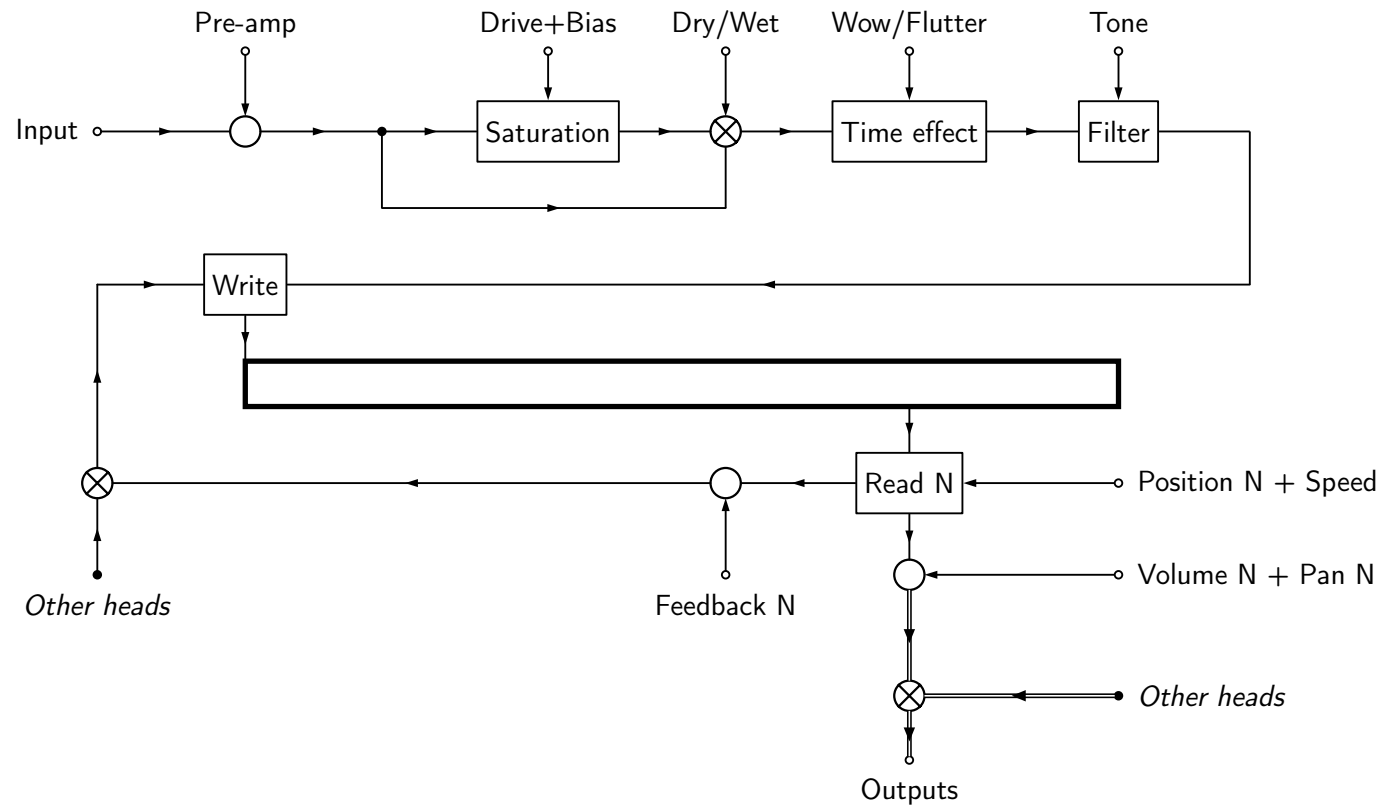 Pre-amp
Drive+Bias
Dry/Wet
Wow/Flutter
Tone
Input
Saturation
Time effect
Filter
Write
Read N
Position N + Speed
Volume N + Pan N
Other heads
Feedback N
Other heads
Outputs